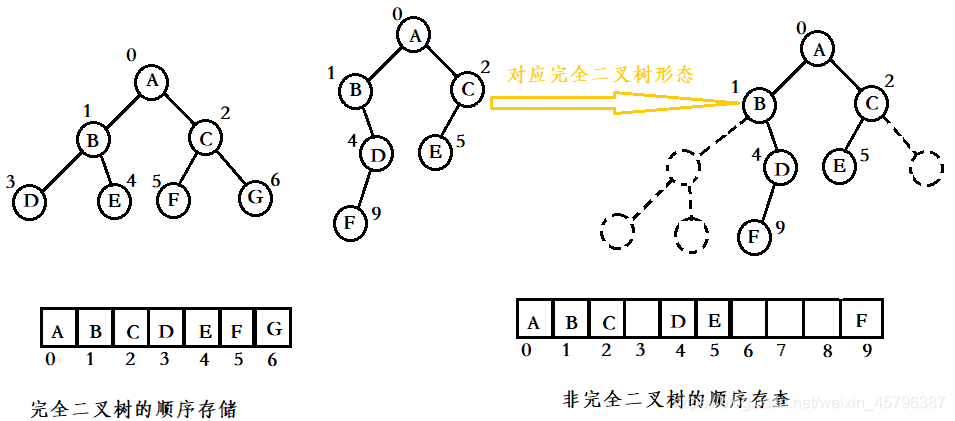 0
A
1
B
2
C
3
D
4
E
5
F
6
G
A B C D E F G
0 1 2 3 4 5 6
完全二叉树的顺序存储
0
A
1
B
2
C
4
D
E
5
F
9
对应完全二叉树形态
0
A
1
B
2
C
4
D
E
5
F
9
A B C D E F
0 1 2 3 4 5 6 7 8 9
非完全二叉树的顺序存查
net/weixin_45796387